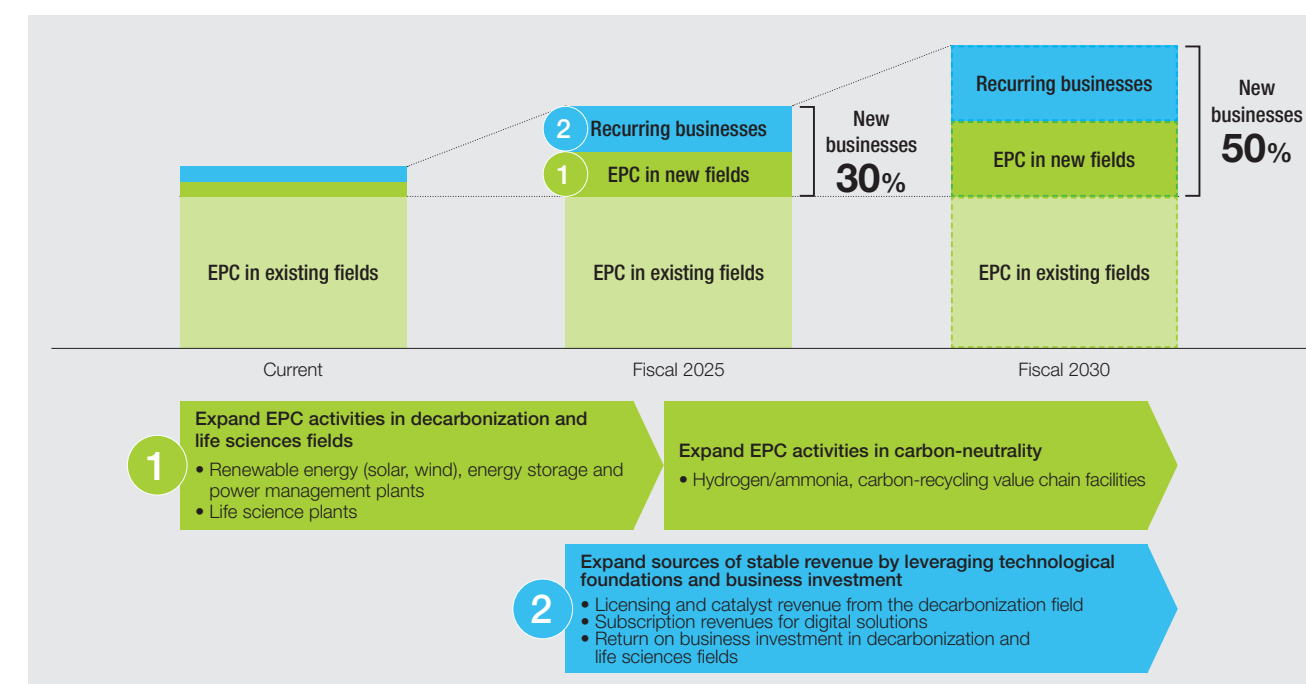 Recurring businesses
New
businesses
50%
EPC in new fields
EPC in existing fields
2 Recurring businesses
1 EPC in new fields
New
businesses
30%
EPC in existing fields
EPC in existing fields
Current
Fiscal 2025
Fiscal 2030
1
Expand EPC activities in decarbonization and
life sciences fields
• Renewable energy (solar, wind), energy storage and
power management plants
• Life science plants
Expand EPC activities in carbon-neutrality
• Hydrogen/ammonia, carbon-recycling value chain facilities
2
Expand sources of stable revenue by leveraging technological
foundations and business investment
• Licensing and catalyst revenue from the decarbonization field
• Subscription revenues for digital solutions
• Return on business investment in decarbonization and
life sciences fields